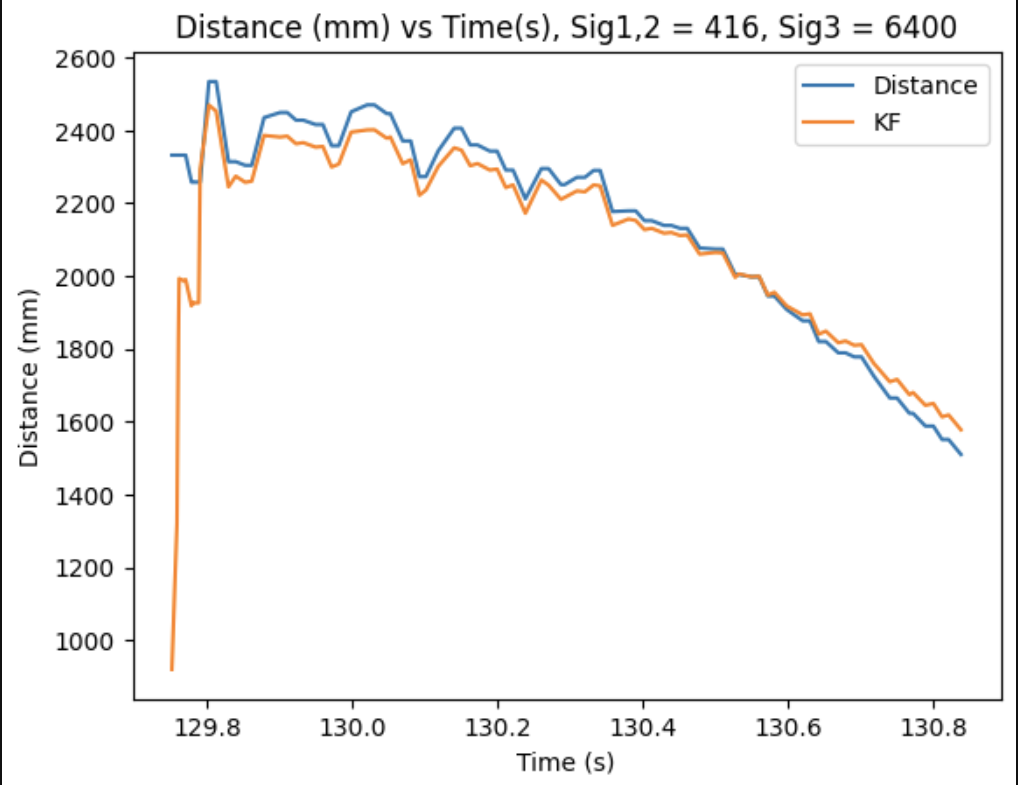 Distance (mm) vs Time(s), Sig1,2 = 416, Sig3 = 6400
Distance
KF
2600
2400
2200
2000
1800
1600
1400
1200
1000
Distance (mm)
129.8 130.0 130.2 130.4 130.6 130.8
Time (s)